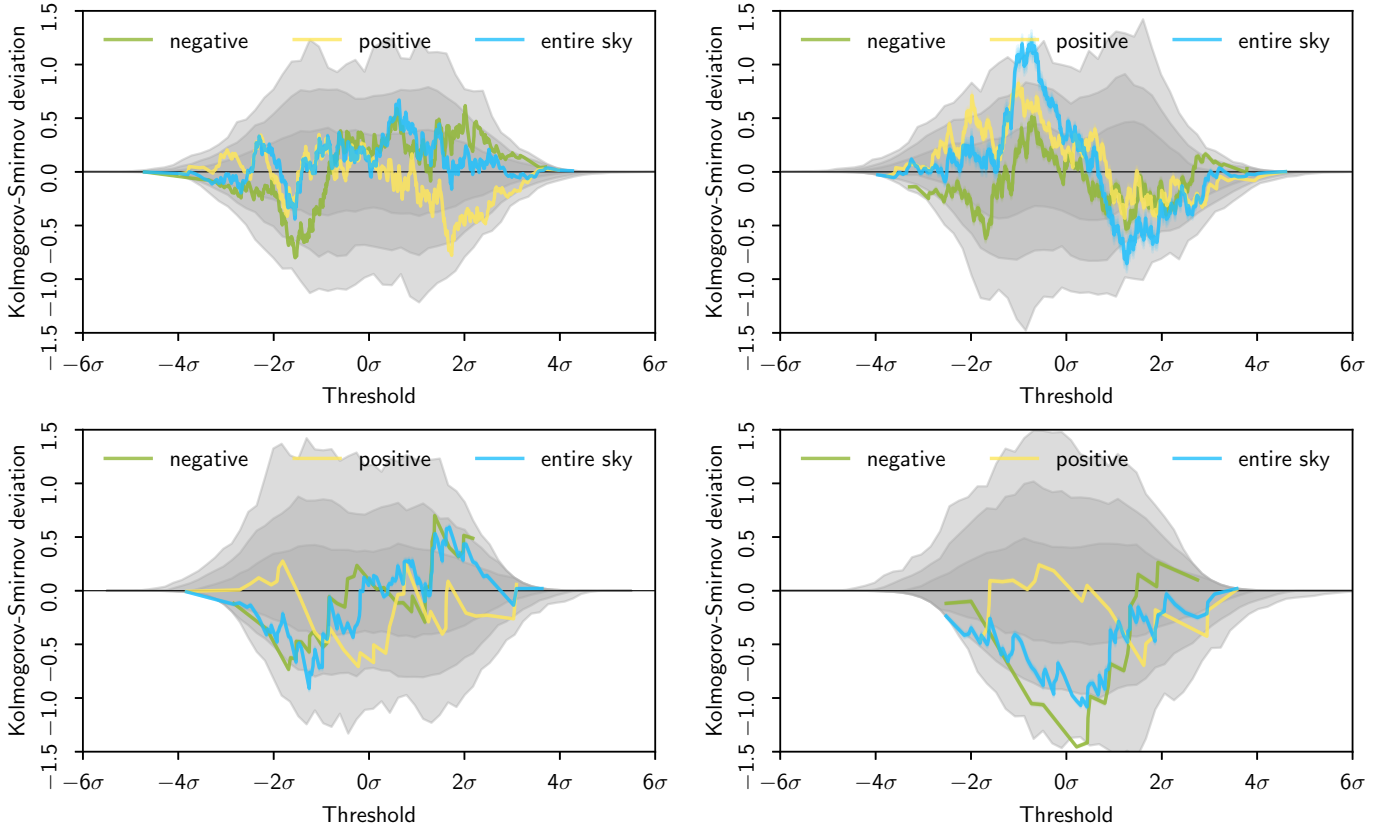 negative positive entire sky
Kolmogorov-Smirnov deviation
1.5
1.0
0.5
0.0
−0.5
−1.0
−1.5
−6σ −4σ −2σ 0σ 2σ 4σ 6σ
Threshold
negative positive entire sky
Kolmogorov-Smirnov deviation
1.5
1.0
0.5
0.0
−0.5
−1.0
−1.5
−6σ −4σ −2σ 0σ 2σ 4σ 6σ
Threshold
negative positive entire sky
Kolmogorov-Smirnov deviation
1.5
1.0
0.5
0.0
−0.5
−1.0
−1.5
−6σ −4σ −2σ 0σ 2σ 4σ 6σ
Threshold
negative positive entire sky
Kolmogorov-Smirnov deviation
1.5
1.0
0.5
0.0
−0.5
−1.0
−1.5
−6σ −4σ −2σ 0σ 2σ 4σ 6σ
Threshold